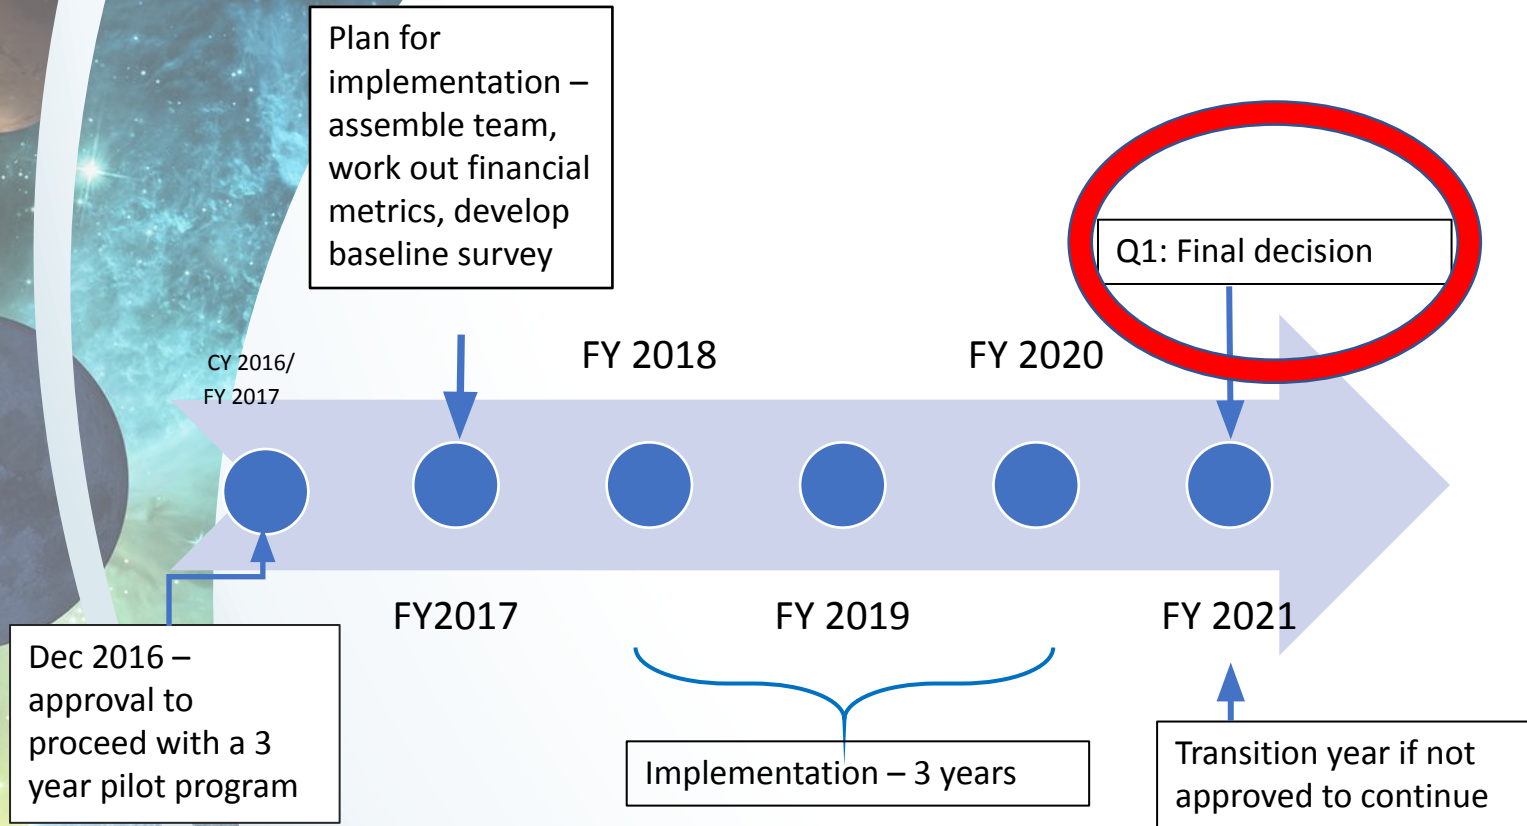 Plan for
implementation –
assemble team,
work out financial
metrics, develop
baseline survey
Q1: Final decision
CY 2016/
FY 2017
FY 2018
FY 2020
FY2017
FY 2019
FY 2021
Dec 2016 –
approval to
proceed with a 3
year pilot program
Implementation – 3 years
Transition year if not
approved to continue